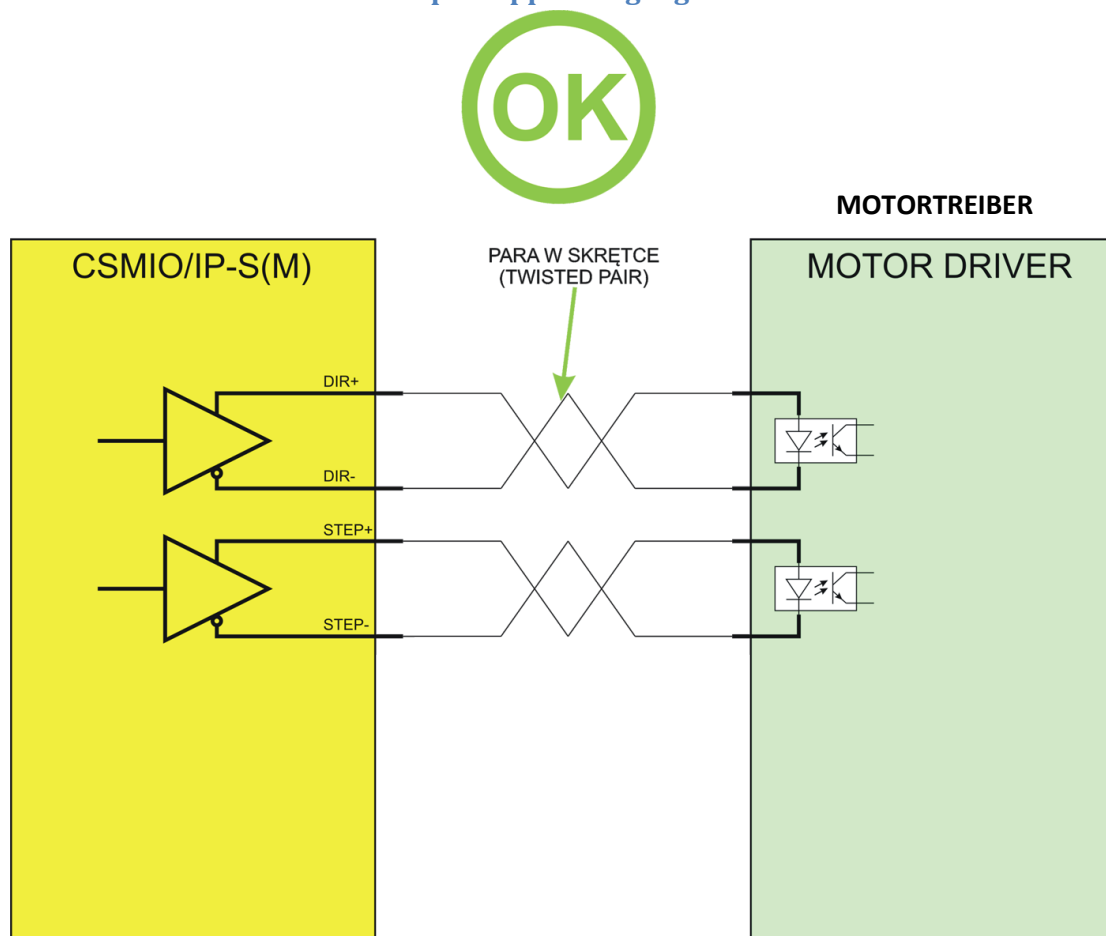 OK
MOTORTREIBER
CSMIO/IP-S(M)
PARA W SKRĘTCE
(TWISTED PAIR)
MOTOR DRIVER
DIR+
DIR-
STEP+
STEP-